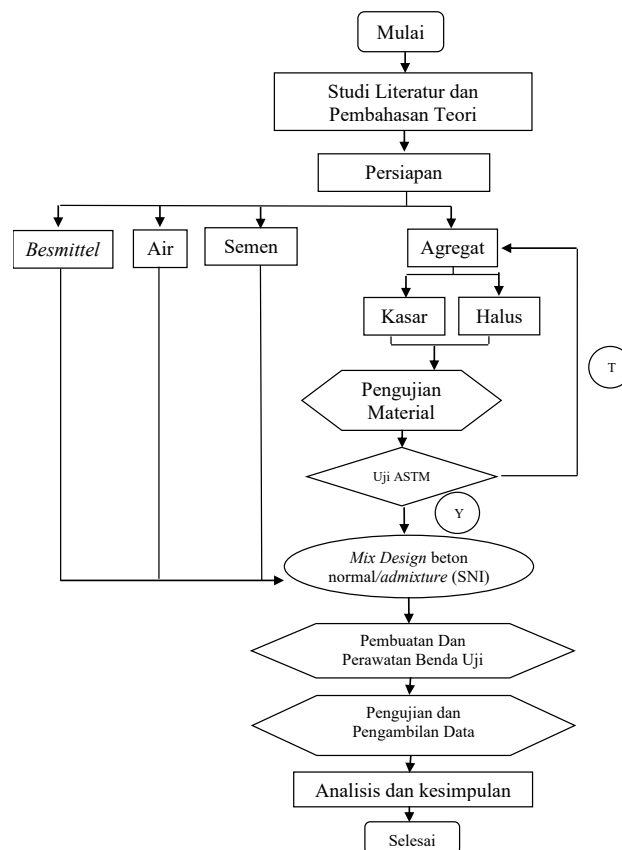 Mulai
Studi Literatur dan
Pembahasan Teori
Persiapan
Besmittel
Air
Semen
Agregat
Kasar
Halus
T
Pengujian
Material
Uji ASTM
Y
Mix Design beton
normal/admixture (SNI)
Pembuatan Dan
Perawatan Benda Uji
Pengujian dan
Pengambilan Data
Analisis dan kesimpulan
Selesai